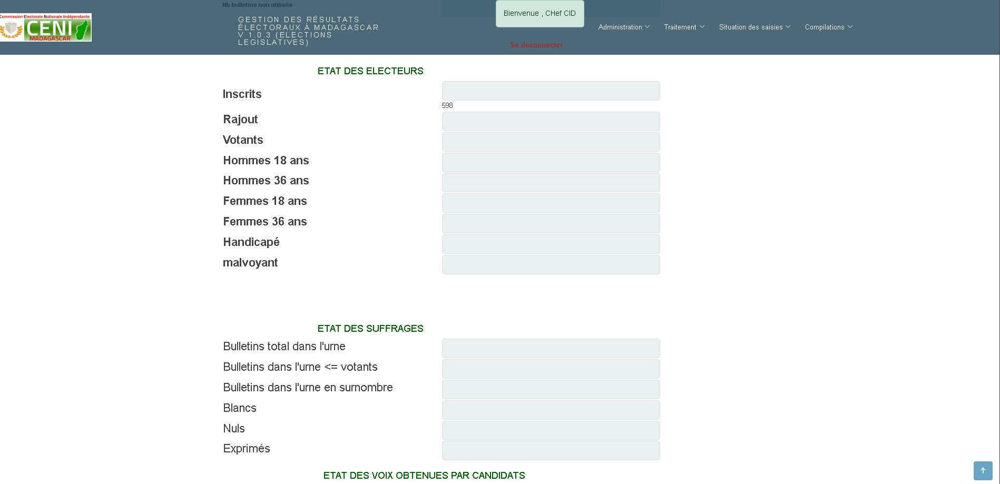 Nb bulletins non utilisés
Commission Electorale Nationale Indépendante
CENI
MADAGASCAR
GESTION DES RÉSULTATS
ÉLECTORAUX À MADAGASCAR
V 1.0.3 (ELECTIONS
LEGISLATIVES)
Bienvenue , CHef CID
Se deconnecter
Administration
Traitement
Situation des saisies
Compilations
ETAT DES ELECTEURS
Inscrits
598
Rajout
Votants
Hommes 18 ans
Hommes 36 ans
Femmes 18 ans
Femmes 36 ans
Handicapé
malvoyant
ETAT DES SUFFRAGES
Bulletins total dans l'urne
Bulletins dans l'urne <= votants
Bulletins dans l'urne en surnombre
Blancs
Nuls
Exprimés
ETAT DES VOIX OBTENUES PAR CANDIDATS